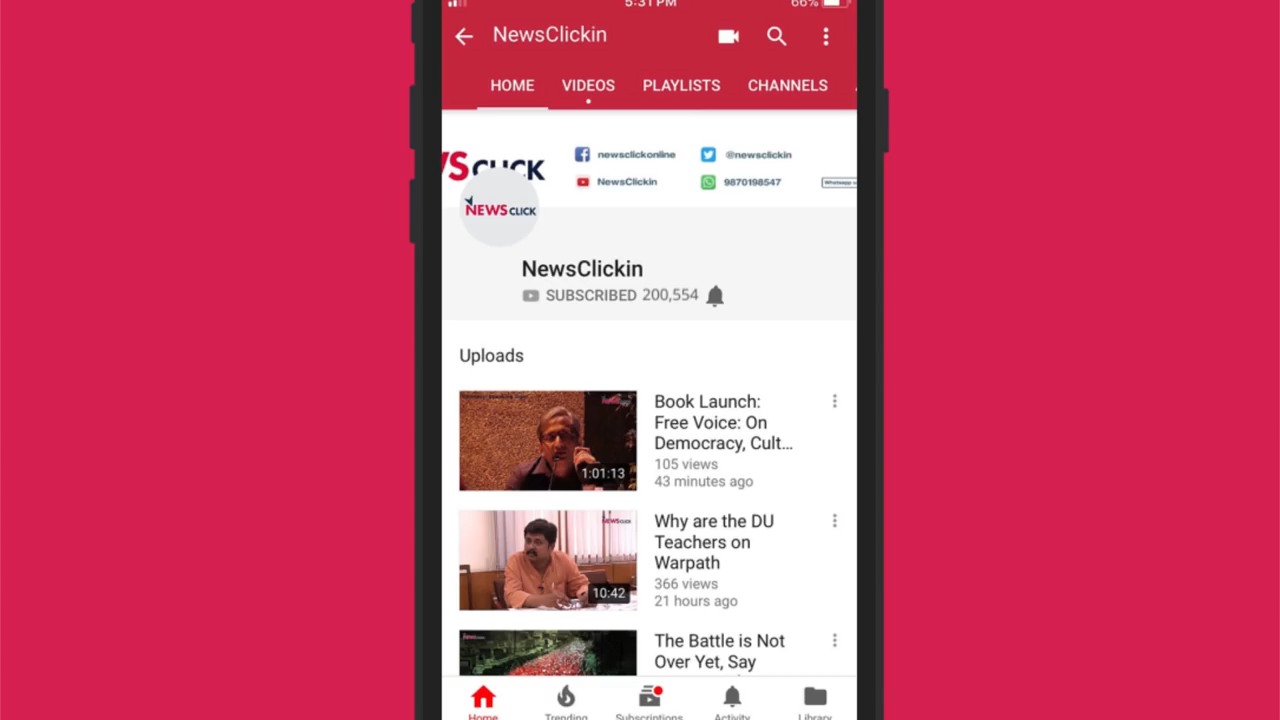 5:31 PM
66%
NewsClickin
HOME VIDEOS PLAYLISTS CHANNELS
CLICK
newsclickonline
@newsclickin
NewsClickin
9870198547
Whatsapp
NEWS CLICK
NewsClickin
SUBSCRIBED 200,554
Uploads
Book Launch:
Free Voice: On
Democracy, Cult...
105 views
43 minutes ago
1:01:13
NEWSCLICK
Why are the DU
Teachers on
Warpath
366 views
21 hours ago
10:42
The Battle is Not
Over Yet, Say
Home Trending Subscriptions Activity Library